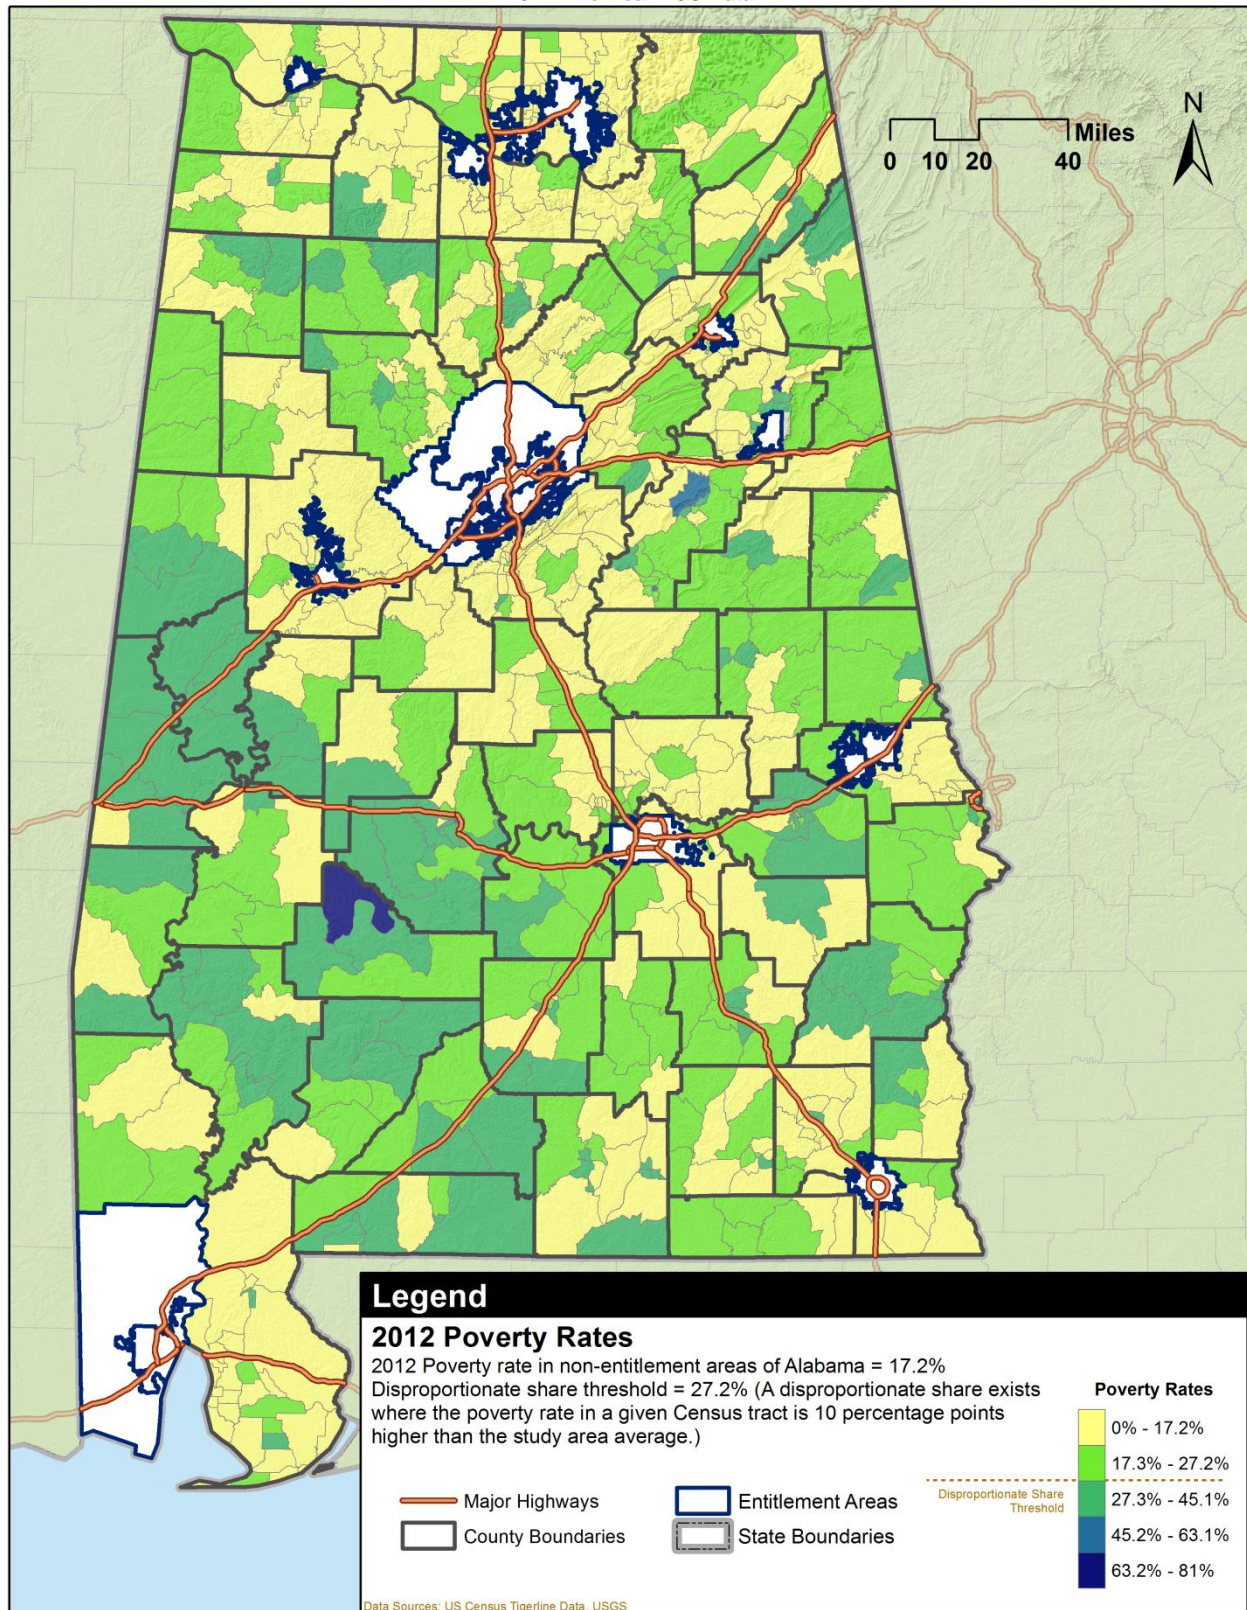 N
Miles
0 10 20 40
Legend
2012 Poverty Rates
2012 Poverty rate in non-entitlement areas of Alabama = 17.2%
Disproportionate share threshold = 27.2% (A disproportionate share exists
where the poverty rate in a given Census tract is 10 percentage points
higher than the study area average.)
Major Highways
County Boundaries
Entitlement Areas
State Boundaries
Poverty Rates
0% - 17.2%
17.3% - 27.2%
Disproportionate Share
Threshold
27.3% - 45.1%
45.2% - 63.1%
63.2% - 81%
Data Sources: US Census Tigerline Data, USGS